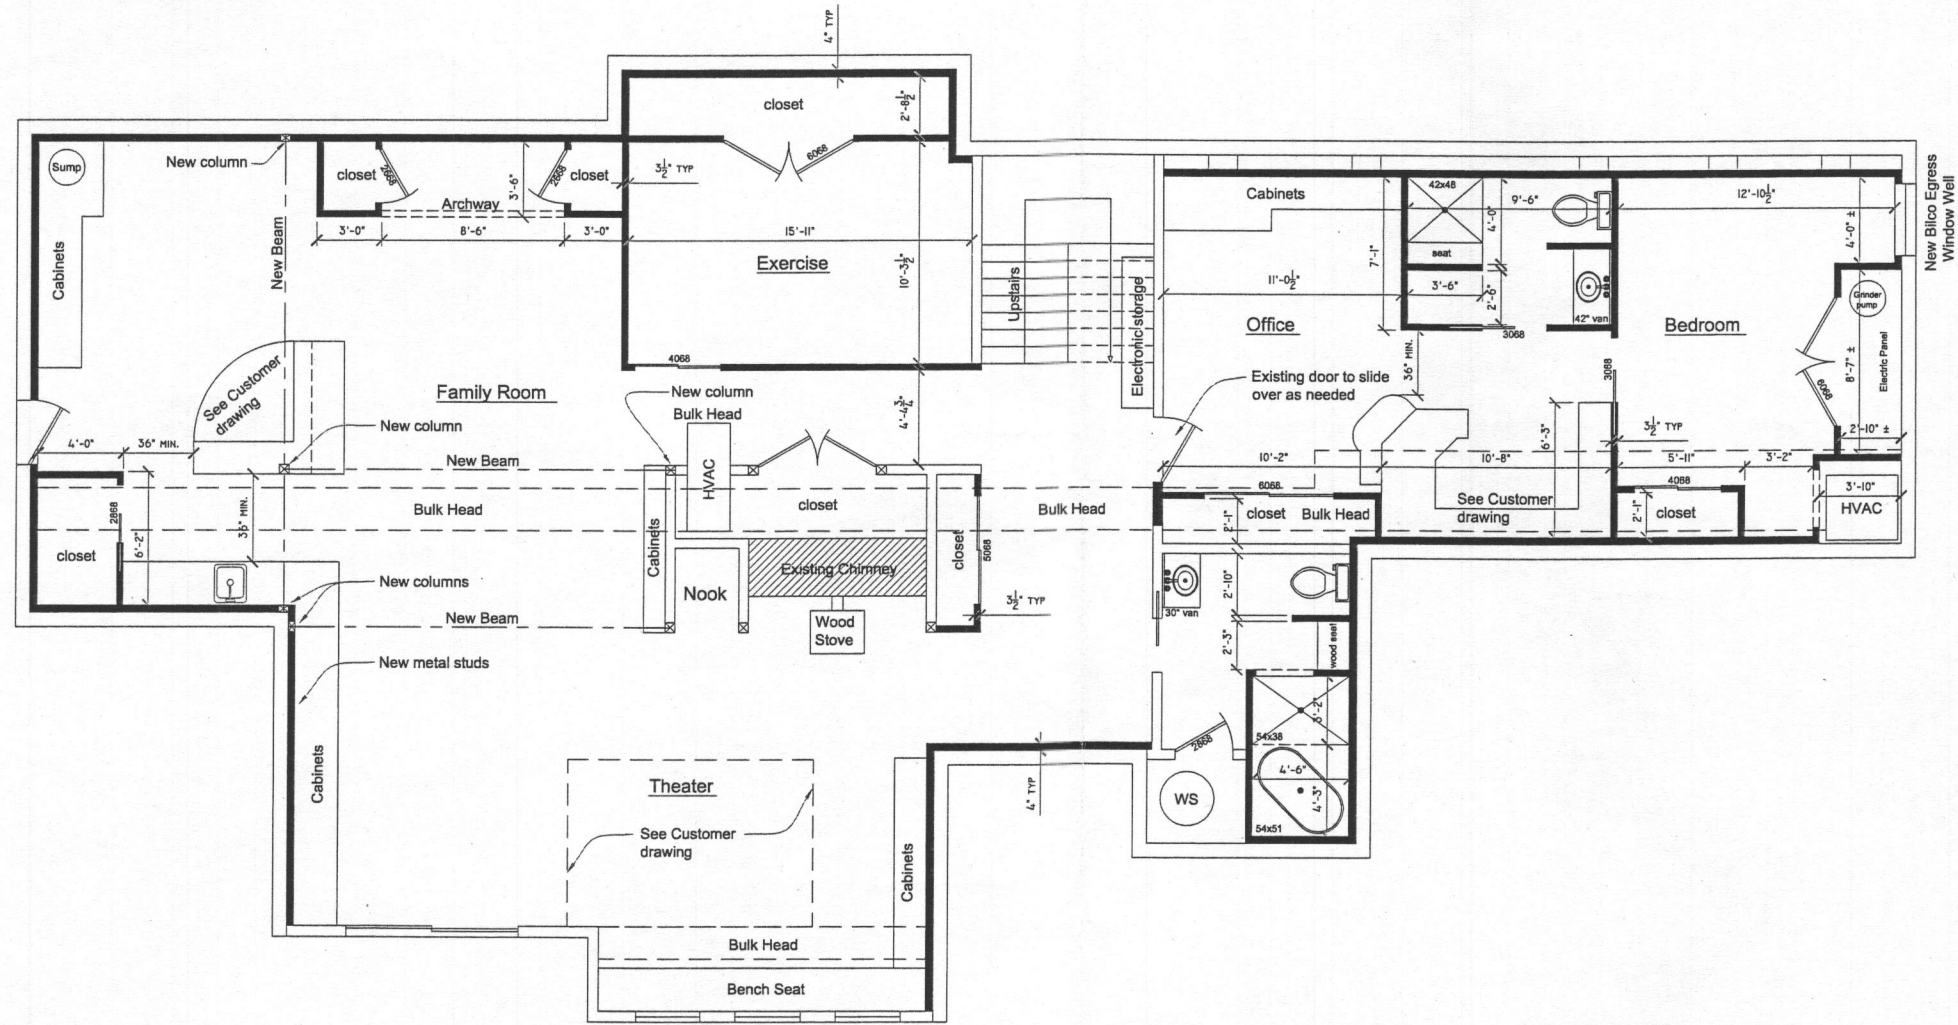 4" TYP
closet
2'-8½"
New column
Sump
closet
2668
3'-6"
2668
closet
3½" TYP
6068
Archway
3'-0"
8'-6"
3'-0"
15'-11"
Exercise
10'-3½"
4068
Cabinets
New Beam
Upstairs
Electronic storage
Cabinets
11'-0½"
7'-1"
Office
42x48
seat
4'-0"
9'-6"
3'-6"
2'-6"
42" van
3068
36" MIN.
3068
12'-10½"
4'-0" ±
Bedroom
Grinder
pump
8'-7" ±
Electric Panel
6068
2'-10" ±
New Bilco Egress
Window Well
See Customer
drawing
Family Room
New column
Bulk Head
4'-4¾"
New column
Existing door to slide
over as needed
4'-0"
36" MIN.
New Beam
HVAC
closet
10'-2"
10'-8"
6'-3"
3½" TYP
5'-11"
3'-2"
6068
See Customer
drawing
4068
3'-10"
HVAC
2868
6'-2"
36" MIN.
Bulk Head
Bulk Head
2'-1"
closet
Bulk Head
2'-1"
closet
closet
Cabinets
closet
5068
Existing Chimney
New columns
Nook
Wood
Stove
3½" TYP
New Beam
30" van
2'-10"
2'-3"
wood seat
New metal studs
2668
3'-2"
54x38
4'-6"
4'-3"
54x51
WS
4" TYP
Cabinets
Theater
See Customer
drawing
Cabinets
Bulk Head
Bench Seat